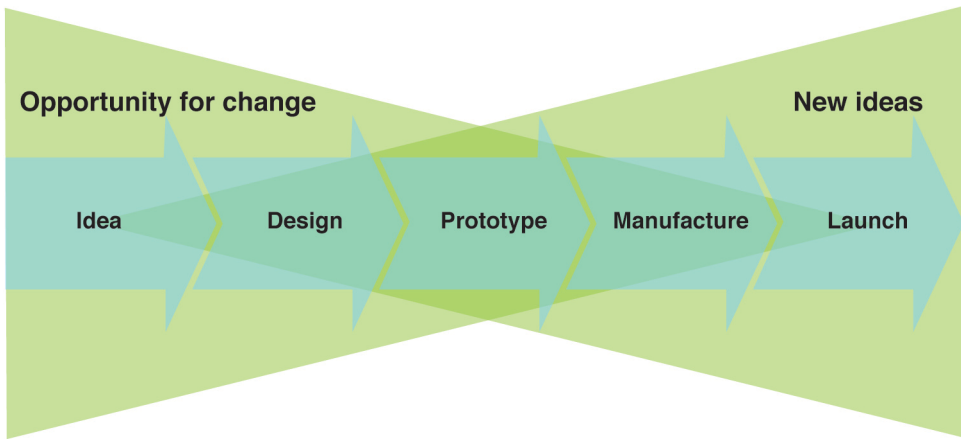 Opportunity for change
New ideas
Idea
Design
Prototype
Manufacture
Launch